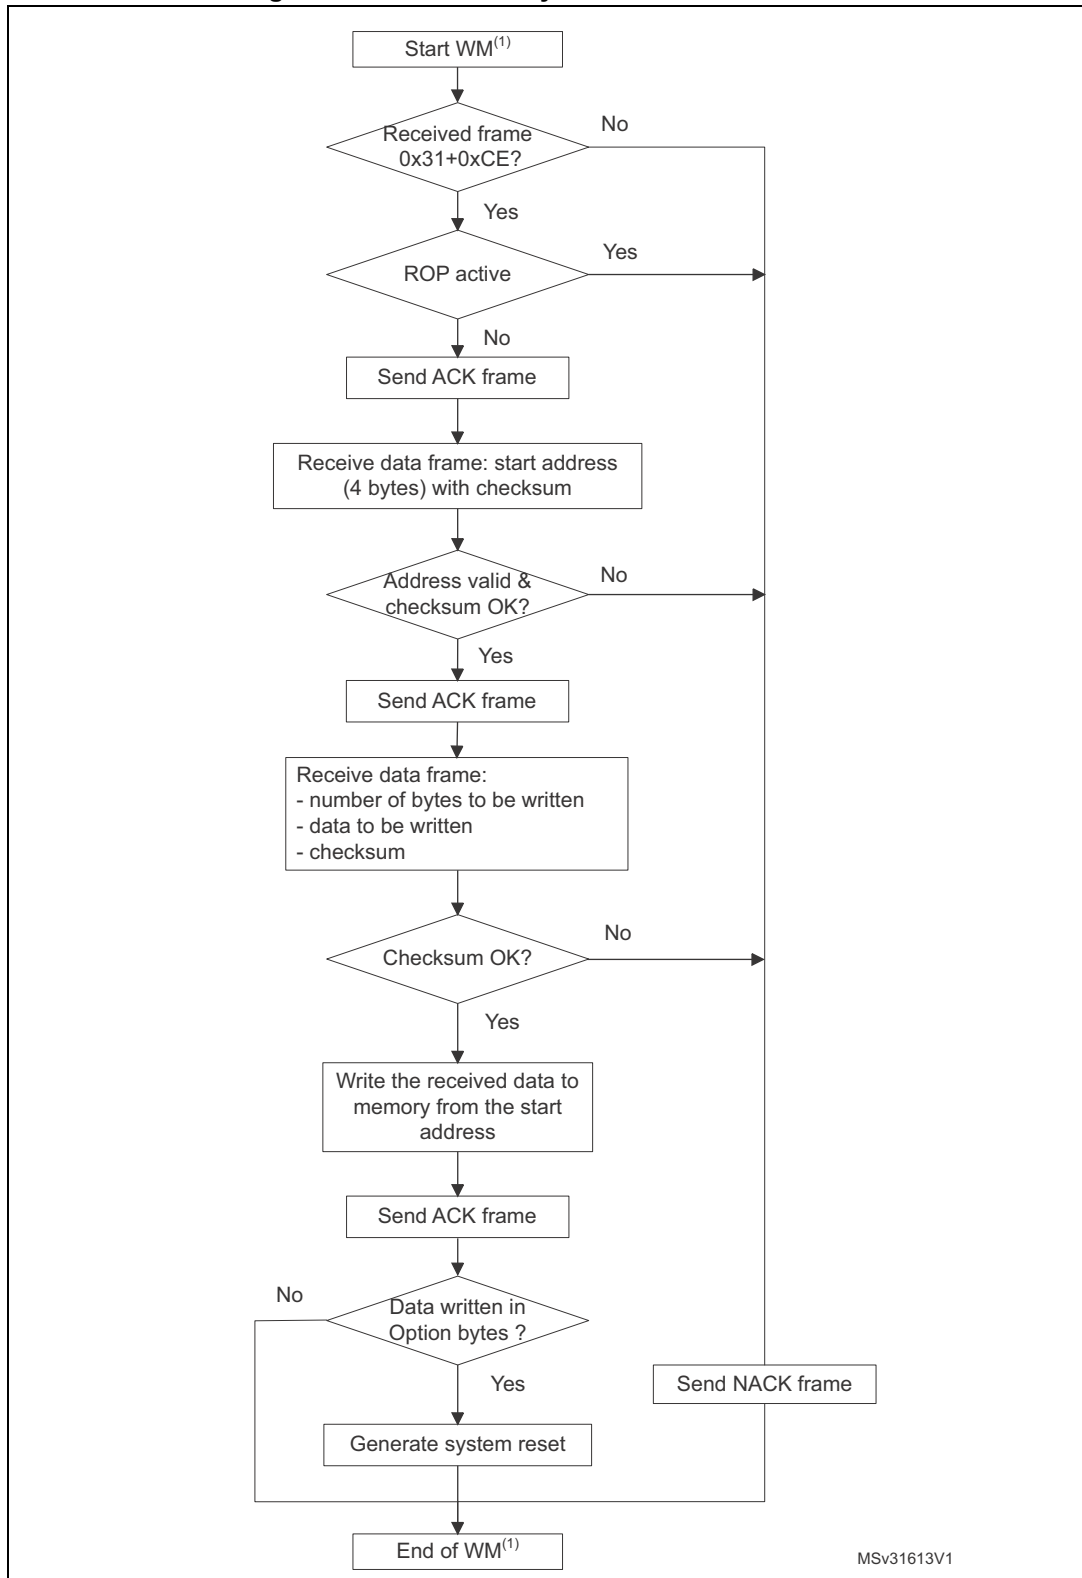 Start WM(1)
Received frame
0x31+0xCE?
No
Yes
ROP active
Yes
No
Send ACK frame
Receive data frame: start address
(4 bytes) with checksum
Address valid &
checksum OK?
No
Yes
Send ACK frame
Receive data frame:
- number of bytes to be written
- data to be written
- checksum
Checksum OK?
No
Yes
Write the received data to
memory from the start
address
Send ACK frame
No
Data written in
Option bytes ?
Yes
Send NACK frame
Generate system reset
End of WM(1)
MSv31613V1